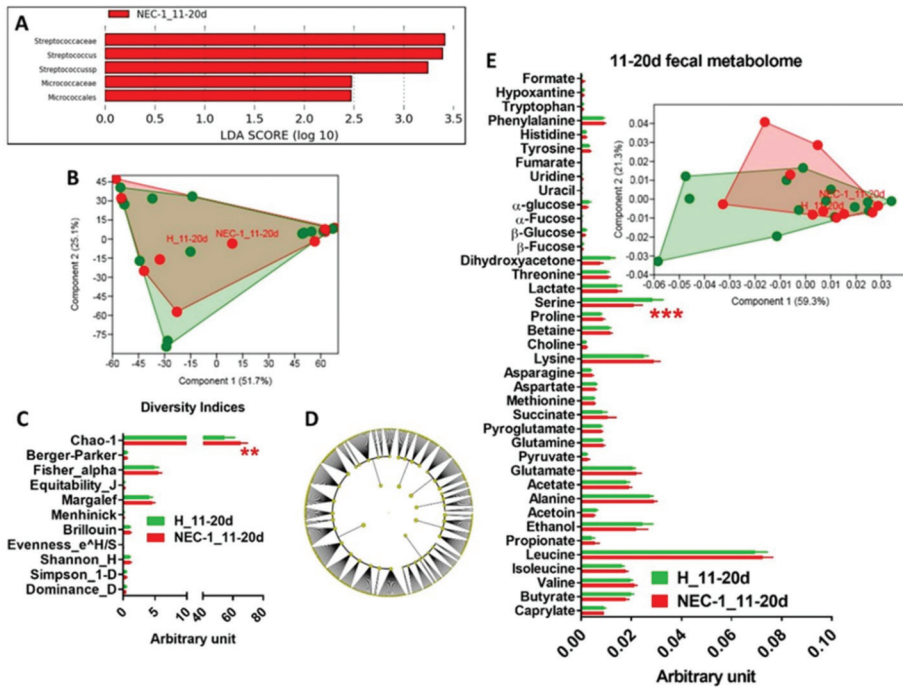 A
NEC-1_11-20d
Streptococcaceae
Streptococcus
Streptococcussp
Micrococcaceae
Micrococcales
0.0 0.5 1.0 1.5 2.0 2.5 3.0 3.5
LDA SCORE (log 10)
B
Component 2 (25.1%)
45
30
15
0
-15
-30
-45
-60
-75
H_11-20d
NEC-1_11-20d
-60 -45 -30 -15 0 15 30 45 60
Component 1 (51.7%)
C
Diversity Indices
Chao-1
Berger-Parker
Fisher_alpha
Equitability_J
Margalef
Menhinick
Brillouin
Evenness_e^H/S
Shannon_H
Simpson_1-D
Dominance_D
**
H_11-20d
NEC-1_11-20d
0 5 10 40 60 80
Arbitrary unit
D
E
11-20d fecal metabolome
Formate
Hypoxantine
Tryptophan
Phenylalanine
Histidine
Tyrosine
Fumarate
Uridine
Uracil
α-glucose
α-Fucose
β-Glucose
β-Fucose
Dihydroxyacetone
Threonine
Lactate
Serine
Proline
Betaine
Choline
Lysine
Asparagine
Aspartate
Methionine
Succinate
Pyroglutamate
Glutamine
Pyruvate
Glutamate
Acetate
Alanine
Acetoin
Ethanol
Propionate
Leucine
Isoleucine
Valine
Butyrate
Caprylate
***
Component 2 (21.3%)
0.04
0.03
0.02
0.01
0.00
-0.01
-0.02
-0.03
-0.04
NEC-1_11-20d
H_11-20d
-0.06 -0.05 -0.04 -0.03 -0.02 -0.01 0.00 0.01 0.02 0.03
Component 1 (59.3%)
H_11-20d
NEC-1_11-20d
0.00 0.02 0.04 0.06 0.08 0.10
Arbitrary unit